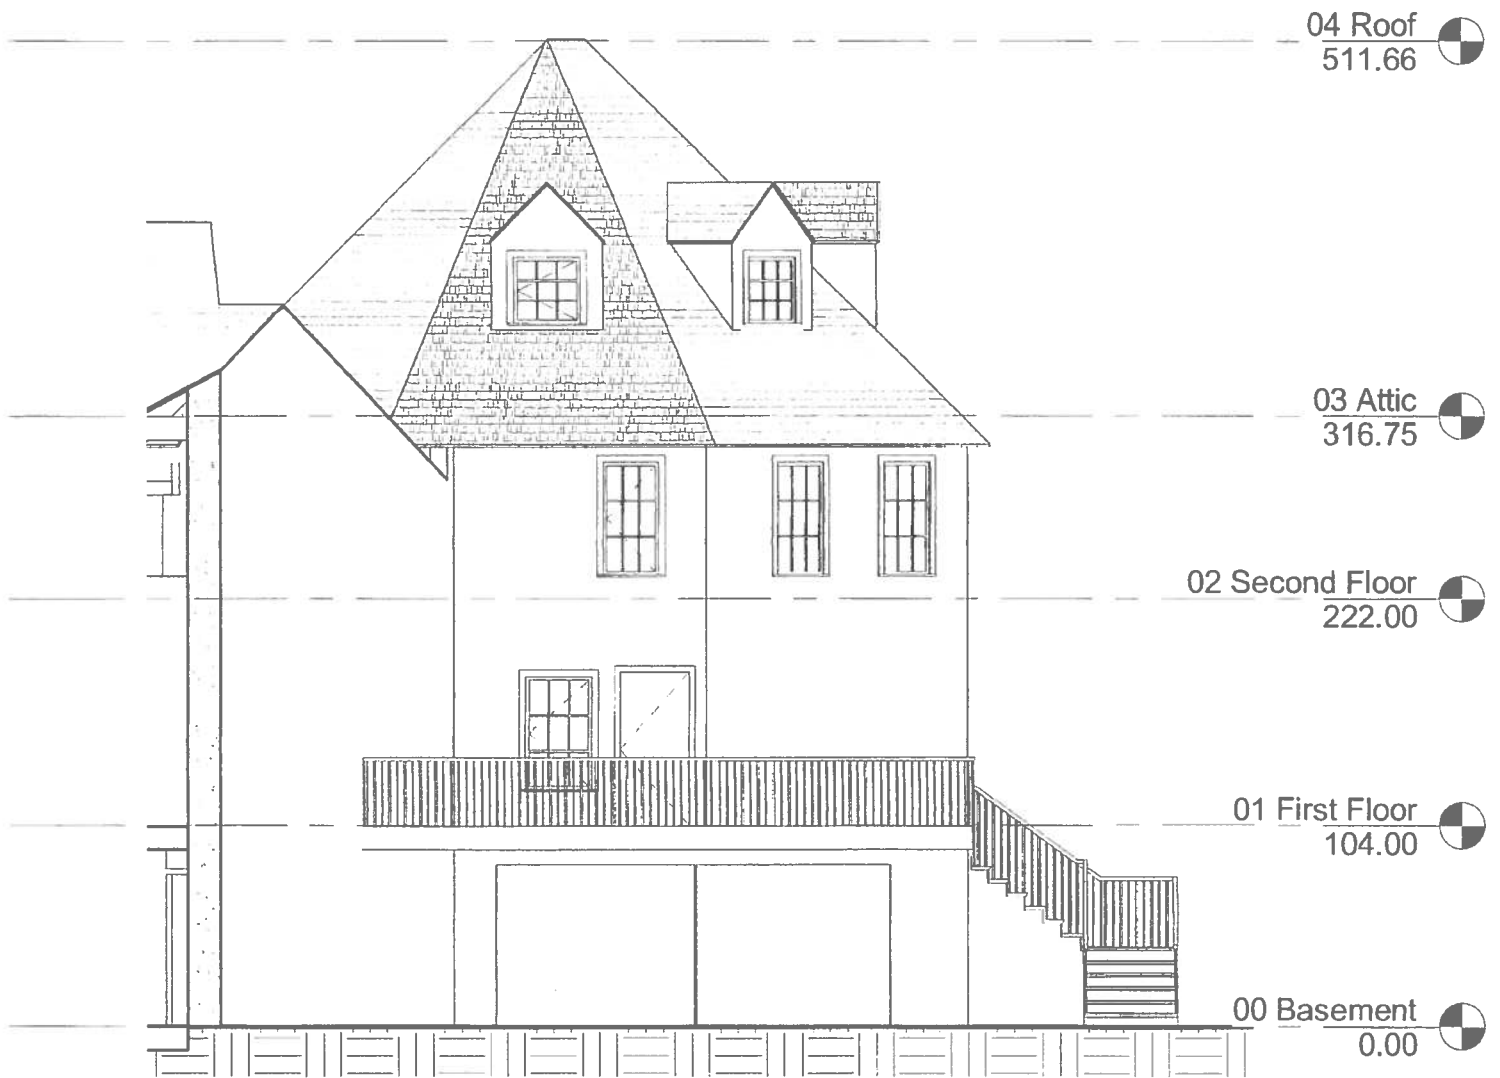 04 Roof
511.66
03 Attic
316.75
02 Second Floor
222.00
01 First Floor
104.00
00 Basement
0.00